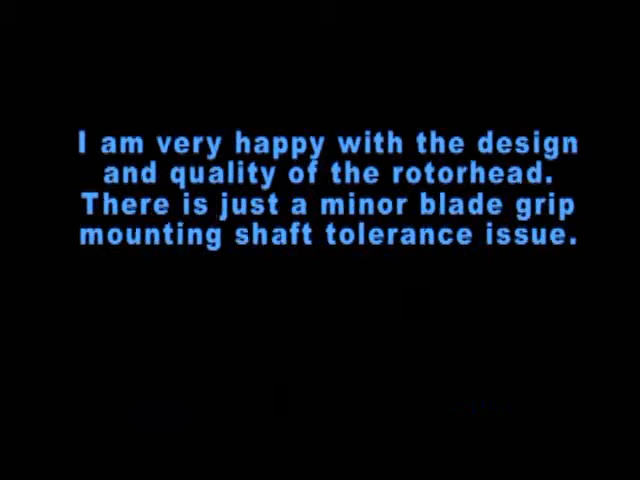 I am very happy with the design
and quality of the rotorhead.
There is just a minor blade grip
mounting shaft tolerance issue.